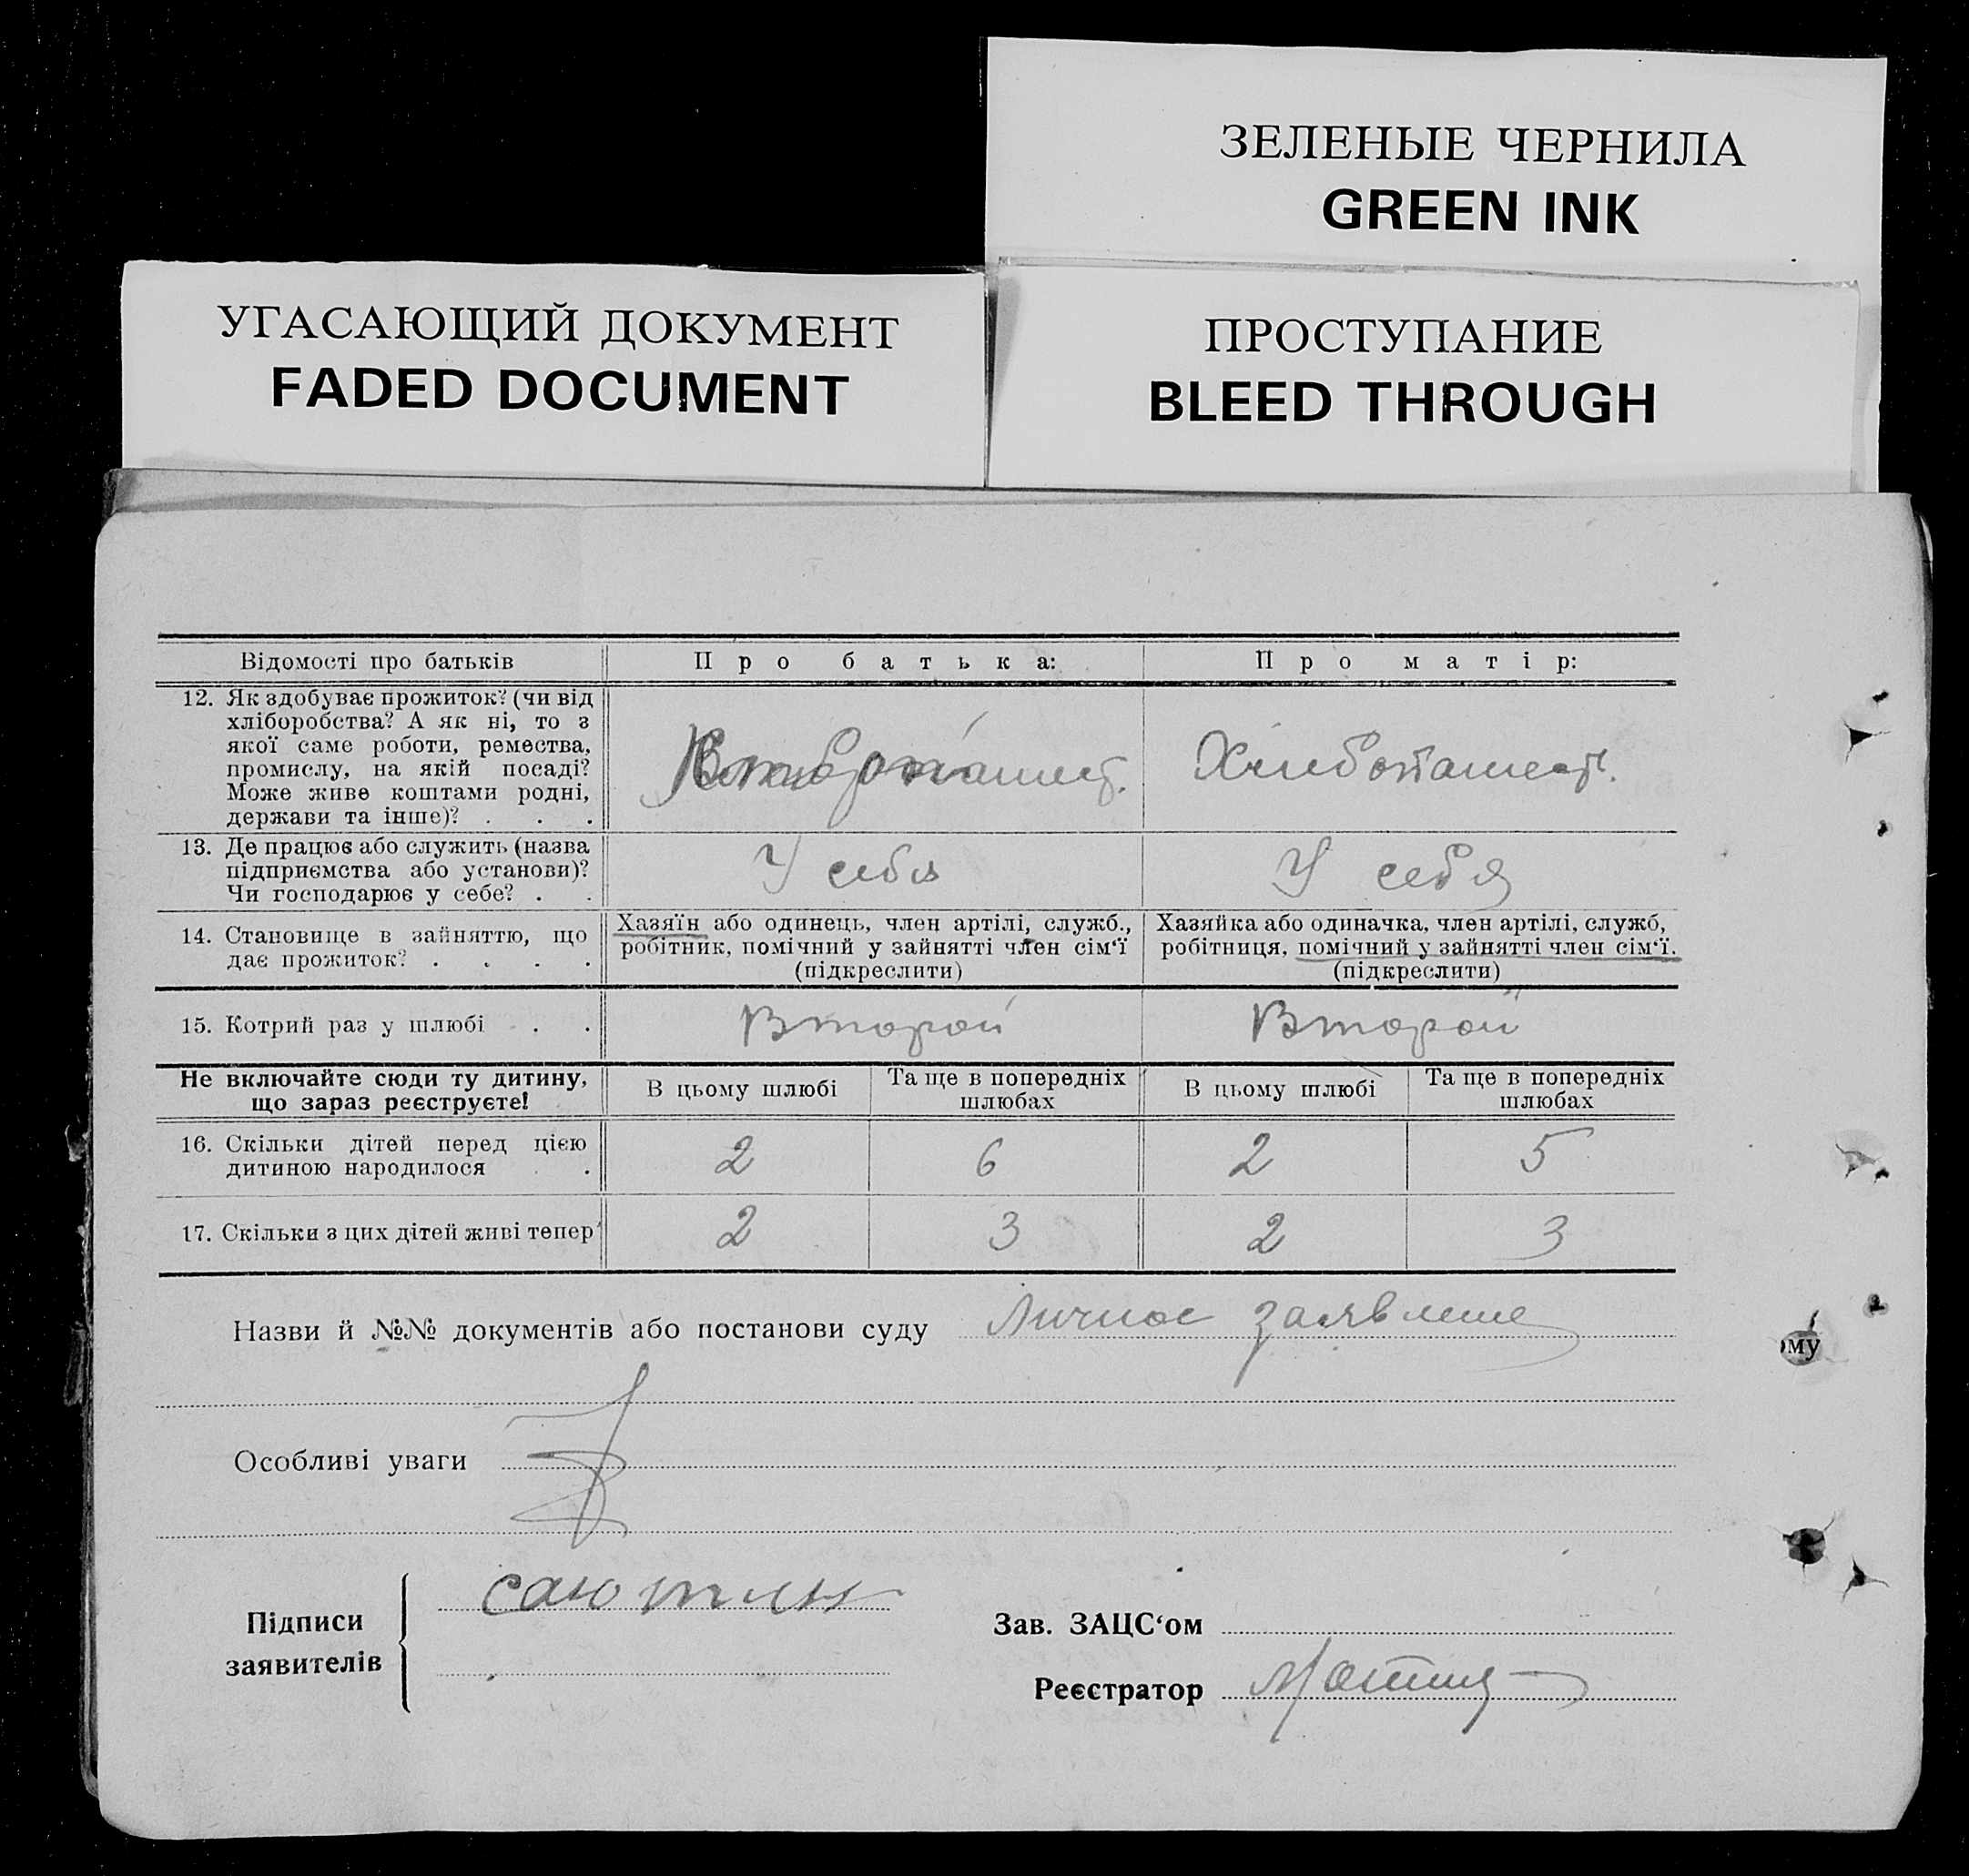 ЗЕЛЕНЫЕ ЧЕРНИЛА
GREEN INK
УГАСАЮЩИЙ ДОКУМЕНТ
FADED DOCUMENT
ПРОСТУПАНИЕ
BLEED THROUGH
Відомості про батьків
Про батька:
Про матір:
12. Як здобуває прожиток? (чи від
хліборобства? А як ні, то з
якої саме роботи, ремества,
промислу, на якій посаді?
Може живе коштами родні,
держави та інше)? . . .
Хлибопашест.
13. Де працює або служить (назва
підприємства або установи)?
Чи господарює у себе? . .
У себя
У себя
14. Становище в зайняттю, що
дає прожиток? . . . .
Хазяїн або одинець, член артілі, служб.,
робітник, помічний у зайнятті член сім'ї
(підкреслити)
Хазяйка або одиначка, член артілі, служб,
робітниця, помічний у зайнятті член сім'ї.
(підкреслити)
15. Котрий раз у шлюбі . .
Второй
Второй
Не включайте сюди ту дитину,
що зараз реєструєте!
В цьому шлюбі
Та ще в попередніх
шлюбах
В цьому шлюбі
Та ще в попередніх
шлюбах
16. Скільки дітей перед цією
дитиною народилося .
2
6
2
5
17. Скільки з цих дітей живі тепер
2
3
2
3
Назви й №№ документів або постанови суду Личное заявление
ому
Особливі уваги
Підписи
заявителів
Зав. ЗАЦС'ом
Реєстратор